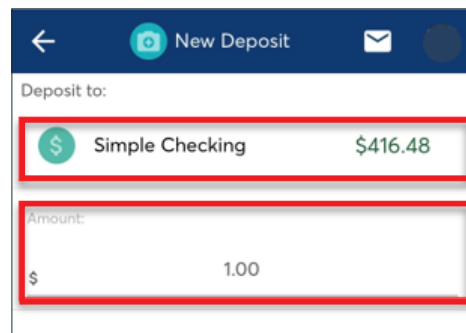 New Deposit
Deposit to:
$ Simple Checking $416.48
Amount:
$ 1.00